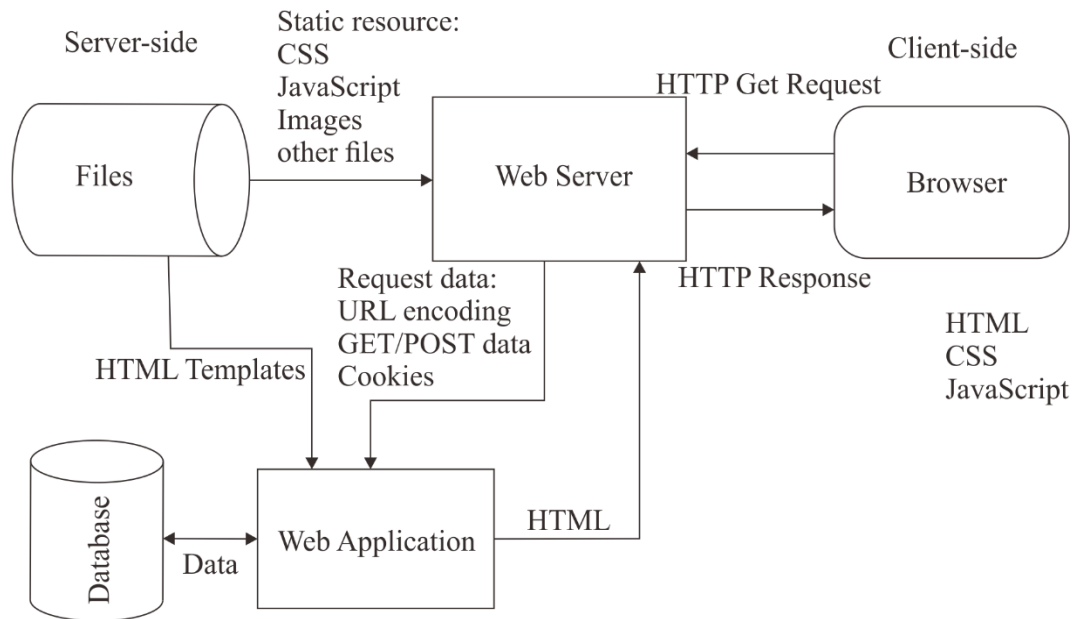 Server-side
Static resource:
CSS
JavaScript
Images
other files
Client-side
HTTP Get Request
Files
Web Server
Browser
Request data:
URL encoding
GET/POST data
Cookies
HTTP Response
HTML
CSS
JavaScript
HTML Templates
Database
Data
Web Application
HTML